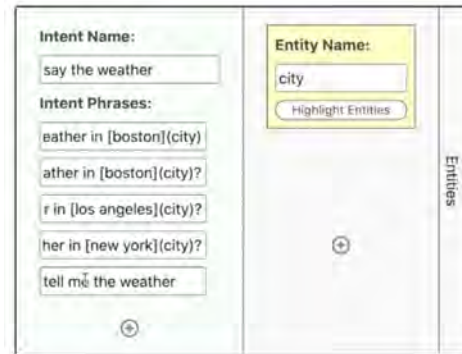 Intent Name:
say the weather
Intent Phrases:
eather in [boston](city)
ather in [boston](city)?
r in [los angeles](city)?
her in [new york](city)?
tell me the weather
Entity Name:
city
Highlight Entities
Entities